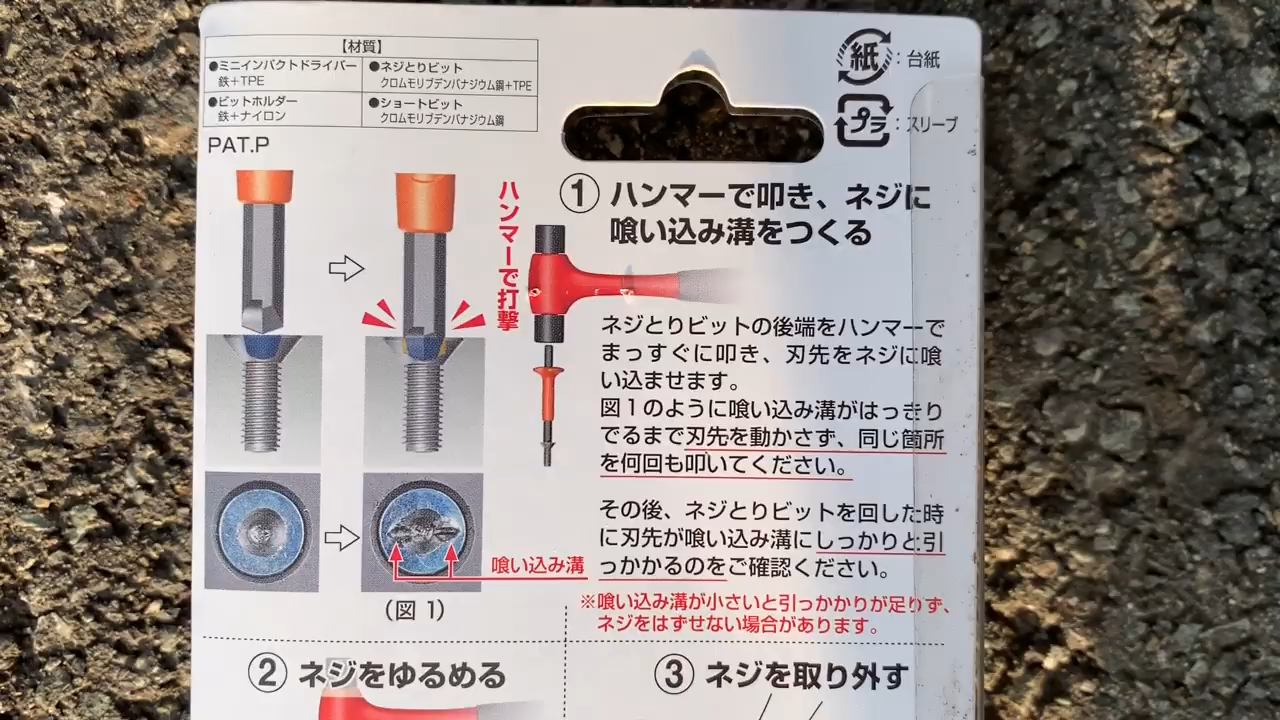 【材質】
●ミニインパクトドライバー
鉄+TPE
●ネジとりビット
クロムモリブデンバナジウム鋼+TPE
●ビットホルダー
鉄+ナイロン
●ショートビット
クロムモリブデンバナジウム鋼
PAT.P
紙:台紙
プラ:スリーブ
ハンマーで打撃
①ハンマーで叩き、ネジに
喰い込み溝をつくる
ネジとりビットの後端をハンマーで
まっすぐに叩き、刃先をネジに喰
い込ませます。
図1のように喰い込み溝がはっきり
でるまで刃先を動かさず、同じ箇所
を何回も叩いてください。
その後、ネジとりビットを回した時
に刃先が喰い込み溝にしっかりと引
っかかるのをご確認ください。
※喰い込み溝が小さいと引っかかりが足りず、
ネジをはずせない場合があります。
喰い込み溝
(図1)
②ネジをゆるめる
③ネジを取り外す